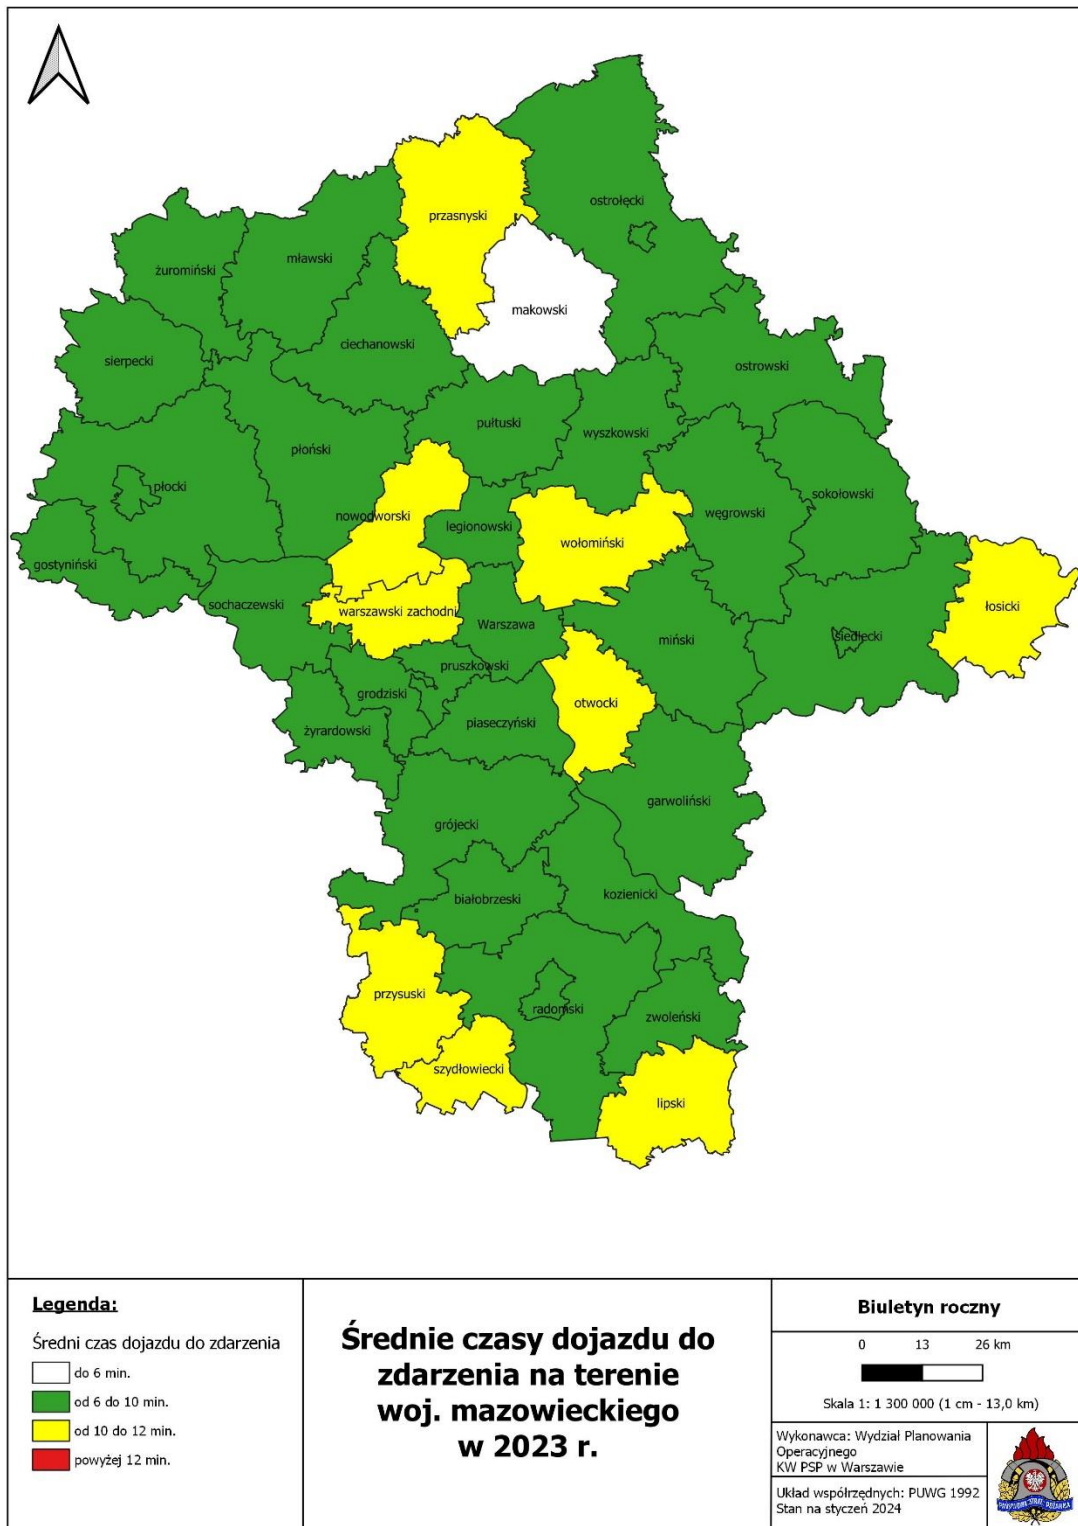 ostrołęcki
przasnyski
mławski
żuromiński
makowski
ciechanowski
sierpecki
ostrowski
pułtuski
wyszkowski
płoński
płocki
sokołowski
nowodworski
węgrowski
legionowski
wołomiński
gostyniński
sochaczewski
warszawski zachodni
łosicki
Warszawa
miński
siedlecki
pruszkowski
grodziski
otwocki
piaseczyński
żyrardowski
garwoliński
grójecki
kozienicki
białobrzeski
przysuski
radomski
zwoleński
szydłowiecki
lipski
Legenda:
Średni czas dojazdu do zdarzenia
do 6 min.
od 6 do 10 min.
od 10 do 12 min.
powyżej 12 min.
Średnie czasy dojazdu do
zdarzenia na terenie
woj. mazowieckiego
w 2023 r.
Biuletyn roczny
0 13 26 km
Skala 1: 1 300 000 (1 cm - 13,0 km)
Wykonawca: Wydział Planowania
Operacyjnego
KW PSP w Warszawie
Układ współrzędnych: PUWG 1992
Stan na styczeń 2024